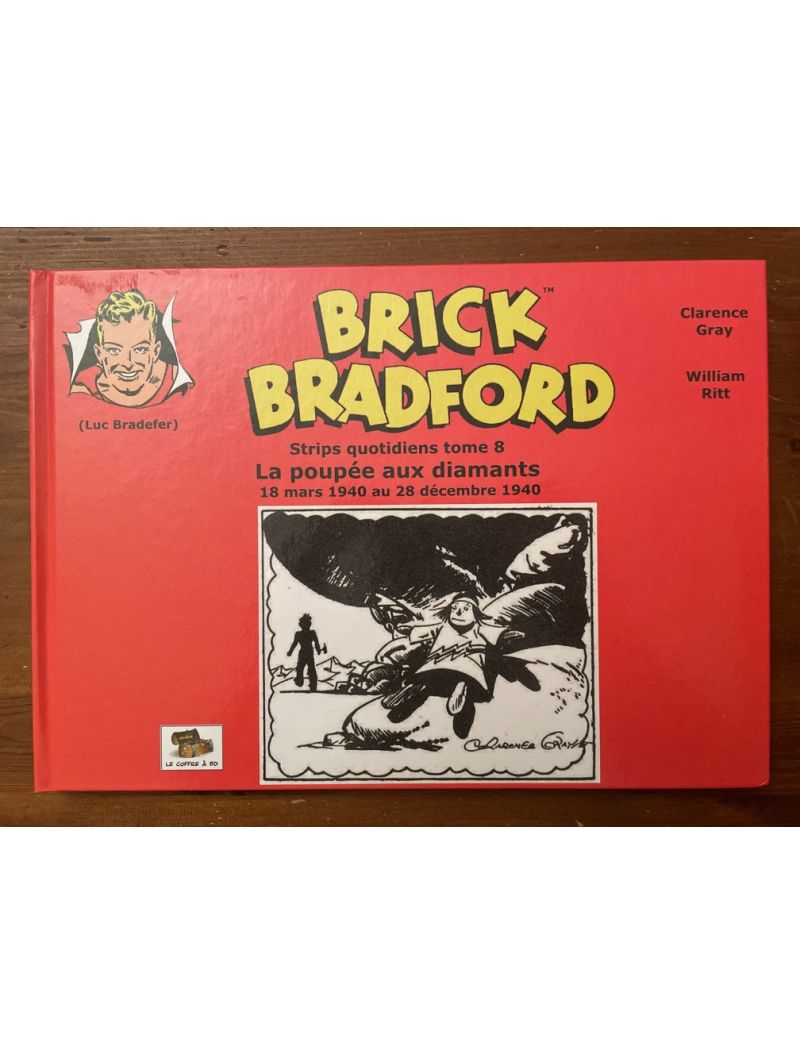 BRICK™
BRADFORD
Clarence
Gray
William
Ritt
(Luc Bradefer)
Strips quotidiens tome 8
La poupée aux diamants
18 mars 1940 au 28 décembre 1940
CLARENCE GRAY
LE COFFRE À BD